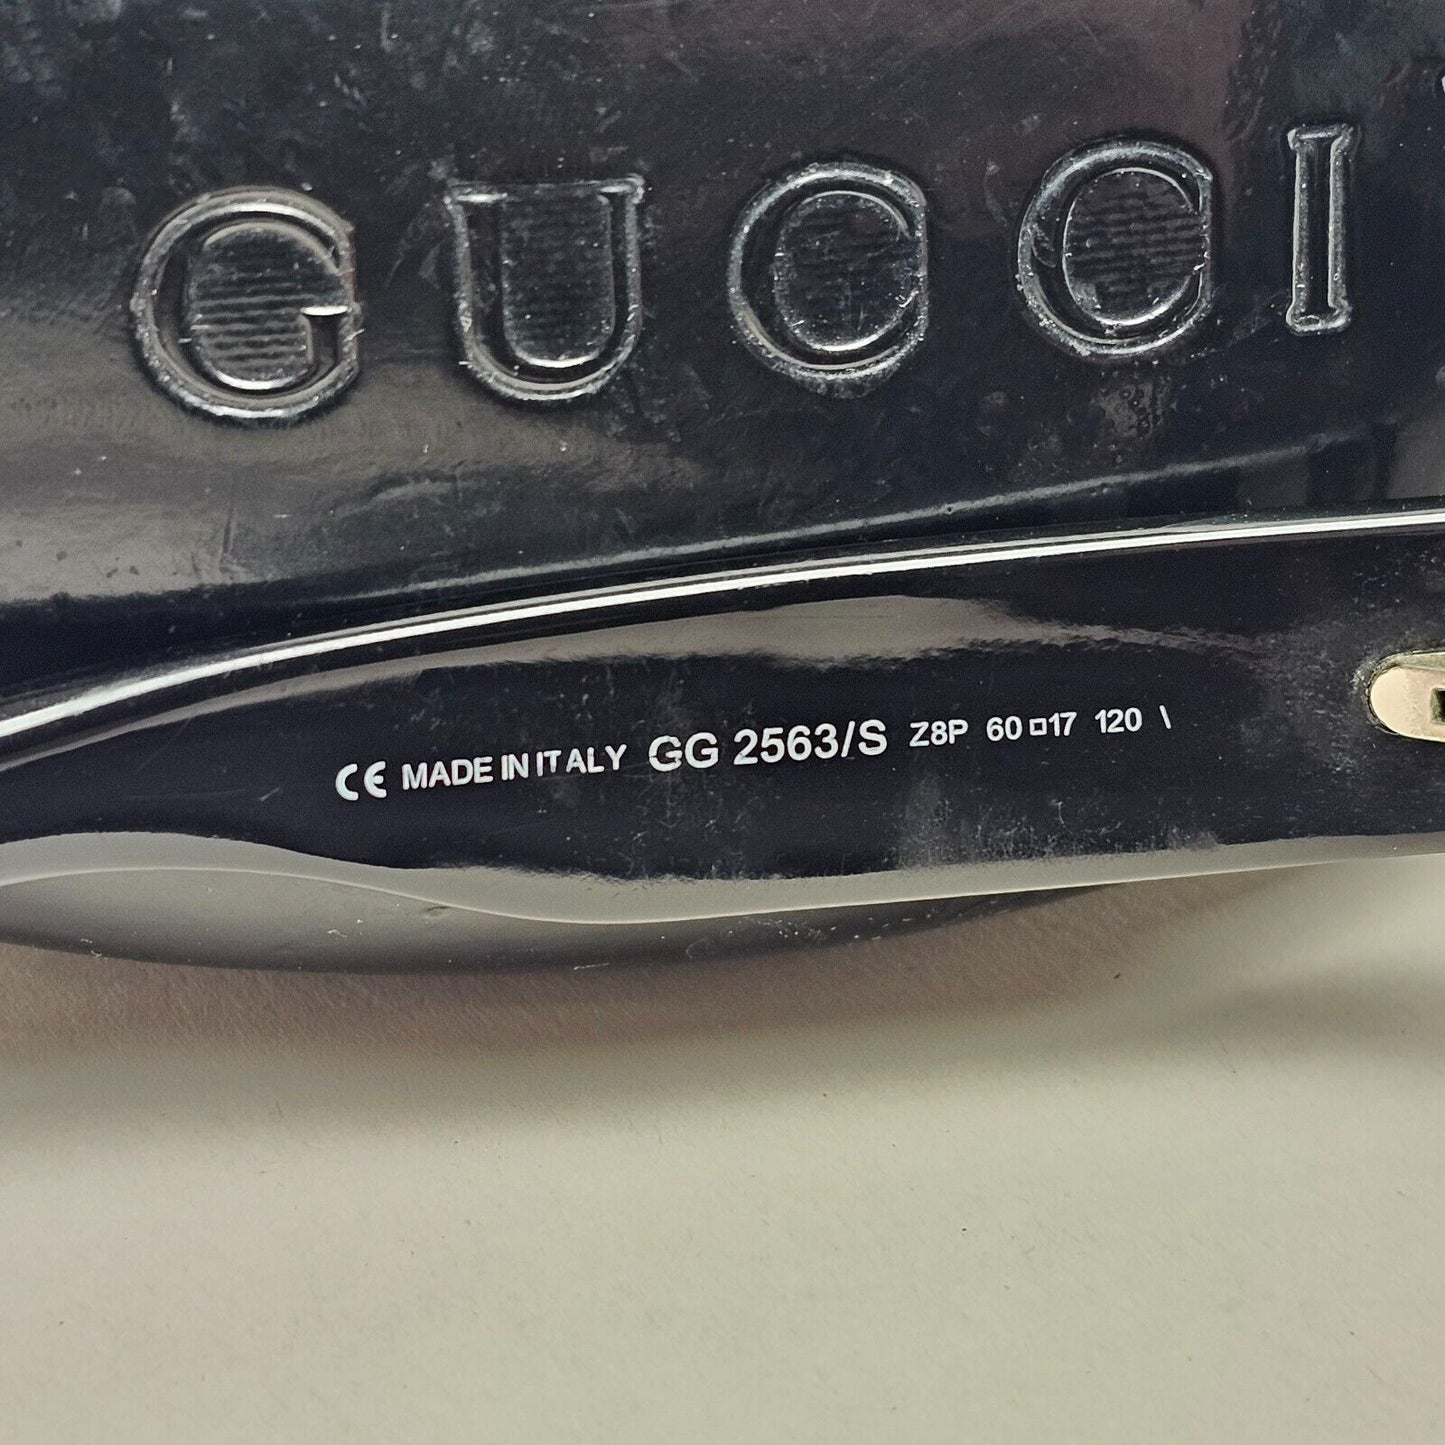 GUCCI
CE MADE IN ITALY GG 2563/S Z8P 60□17 120 \